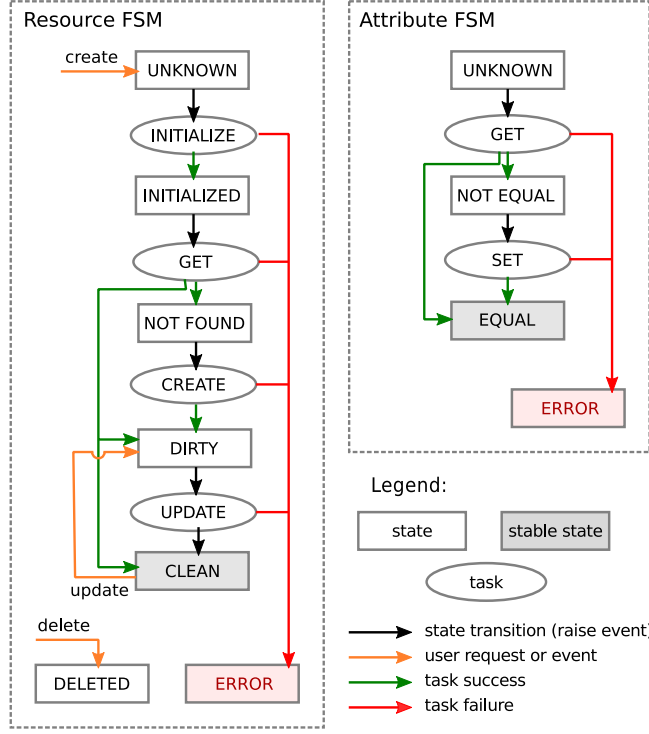 Resource FSM
create
UNKNOWN
INITIALIZE
INITIALIZED
GET
NOT FOUND
CREATE
DIRTY
UPDATE
CLEAN
update
delete
DELETED
ERROR
Attribute FSM
UNKNOWN
GET
NOT EQUAL
SET
EQUAL
ERROR
Legend:
state
stable state
task
state transition (raise event)
user request or event
task success
task failure